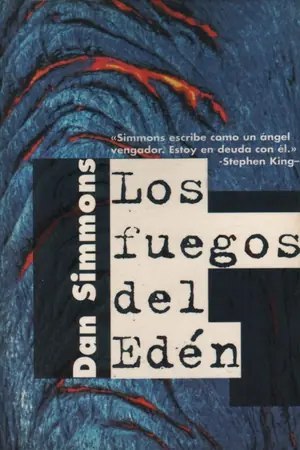 «Simmons escribe como un ángel
vengador. Estoy en deuda con él.»
-Stephen King-
Dan Simmons
Los
fuegos
del
Edén